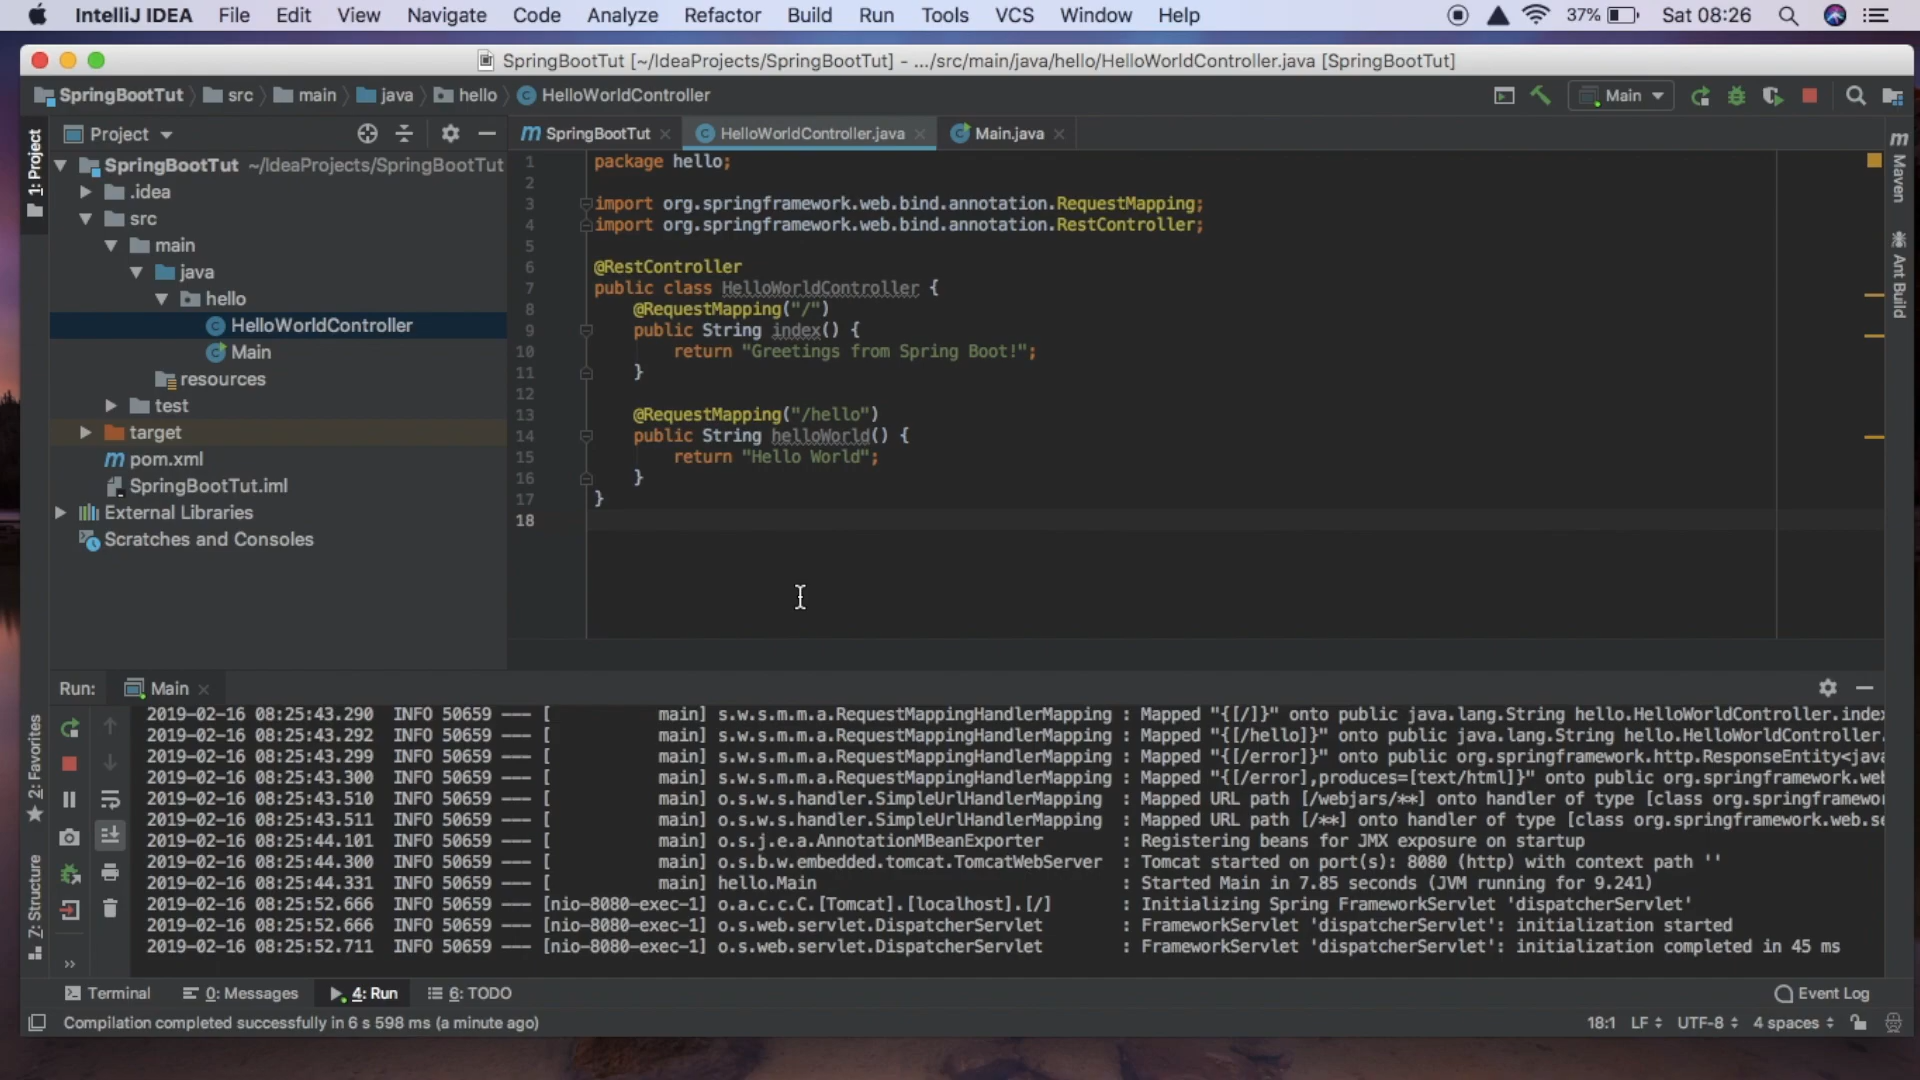 IntelliJ IDEA File Edit View Navigate Code Analyze Refactor Build Run Tools VCS Window Help 37% Sat 08:26
SpringBootTut [~/IdeaProjects/SpringBootTut] - .../src/main/java/hello/HelloWorldController.java [SpringBootTut]
SpringBootTut src main java hello HelloWorldController Main
Project SpringBootTut HelloWorldController.java Main.java
1: Project
SpringBootTut ~/IdeaProjects/SpringBootTut
.idea
src
main
java
hello
HelloWorldController
Main
resources
test
target
pom.xml
SpringBootTut.iml
External Libraries
Scratches and Consoles
1 package hello;
2
3 import org.springframework.web.bind.annotation.RequestMapping;
4 import org.springframework.web.bind.annotation.RestController;
5
6 @RestController
7 public class HelloWorldController {
8 @RequestMapping("/")
9 public String index() {
10 return "Greetings from Spring Boot!";
11 }
12
13 @RequestMapping("/hello")
14 public String helloWorld() {
15 return "Hello World";
16 }
17 }
18
Maven
Ant Build
Run: Main
2: Favorites
7: Structure
2019-02-16 08:25:43.290 INFO 50659 --- [ main] s.w.s.m.m.a.RequestMappingHandlerMapping : Mapped "{[/]}" onto public java.lang.String hello.HelloWorldController.index
2019-02-16 08:25:43.292 INFO 50659 --- [ main] s.w.s.m.m.a.RequestMappingHandlerMapping : Mapped "{[/hello]}" onto public java.lang.String hello.HelloWorldController.
2019-02-16 08:25:43.299 INFO 50659 --- [ main] s.w.s.m.m.a.RequestMappingHandlerMapping : Mapped "{[/error]}" onto public org.springframework.http.ResponseEntity<java
2019-02-16 08:25:43.300 INFO 50659 --- [ main] s.w.s.m.m.a.RequestMappingHandlerMapping : Mapped "{[/error],produces=[text/html]}" onto public org.springframework.we
2019-02-16 08:25:43.510 INFO 50659 --- [ main] o.s.w.s.handler.SimpleUrlHandlerMapping : Mapped URL path [/webjars/**] onto handler of type [class org.springframewor
2019-02-16 08:25:43.511 INFO 50659 --- [ main] o.s.w.s.handler.SimpleUrlHandlerMapping : Mapped URL path [/**] onto handler of type [class org.springframework.web.se
2019-02-16 08:25:44.101 INFO 50659 --- [ main] o.s.j.e.a.AnnotationMBeanExporter : Registering beans for JMX exposure on startup
2019-02-16 08:25:44.300 INFO 50659 --- [ main] o.s.b.w.embedded.tomcat.TomcatWebServer : Tomcat started on port(s): 8080 (http) with context path ''
2019-02-16 08:25:44.331 INFO 50659 --- [ main] hello.Main : Started Main in 7.85 seconds (JVM running for 9.241)
2019-02-16 08:25:52.666 INFO 50659 --- [nio-8080-exec-1] o.a.c.c.C.[Tomcat].[localhost].[/] : Initializing Spring FrameworkServlet 'dispatcherServlet'
2019-02-16 08:25:52.666 INFO 50659 --- [nio-8080-exec-1] o.s.web.servlet.DispatcherServlet : FrameworkServlet 'dispatcherServlet': initialization started
2019-02-16 08:25:52.711 INFO 50659 --- [nio-8080-exec-1] o.s.web.servlet.DispatcherServlet : FrameworkServlet 'dispatcherServlet': initialization completed in 45 ms
Terminal 0: Messages 4: Run 6: TODO Event Log
Compilation completed successfully in 6 s 598 ms (a minute ago) 18:1 LF UTF-8 4 spaces